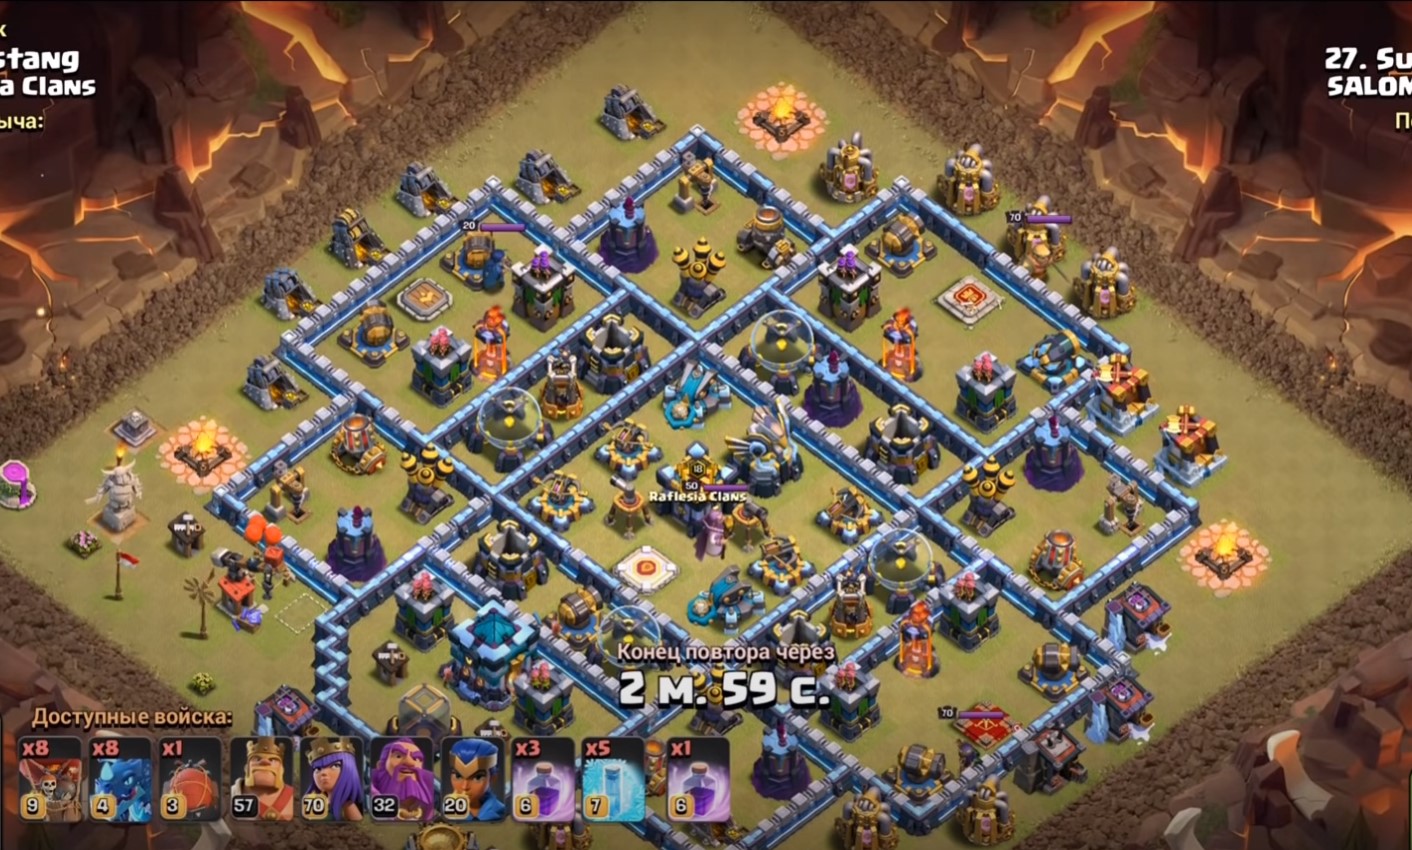 к
stang
a Clans
ыча:
27. Su
SALOM
П
70
20
18
50
Raflesia Clans
Конец повтора через
2 м. 59 с.
70
Доступные войска:
x8 x8 x1 x3 x5 x1
9 4 3 57 70 32 20 6 7 6